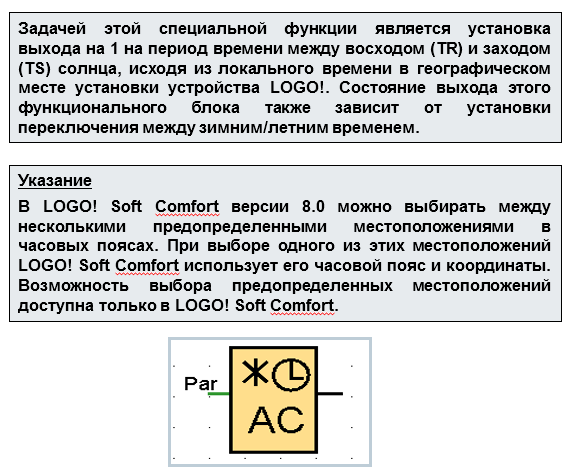 Задачей этой специальной функции является установка
выхода на 1 на период времени между восходом (TR) и заходом
(TS) солнца, исходя из локального времени в географическом
месте установки устройства LOGO!. Состояние выхода этого
функционального блока также зависит от установки
переключения между зимним/летним временем.
Указание
В LOGO! Soft Comfort версии 8.0 можно выбирать между
несколькими предопределенными местоположениями в
часовых поясах. При выборе одного из этих местоположений
LOGO! Soft Comfort использует его часовой пояс и координаты.
Возможность выбора предопределенных местоположений
доступна только в LOGO! Soft Comfort.
Par
AC